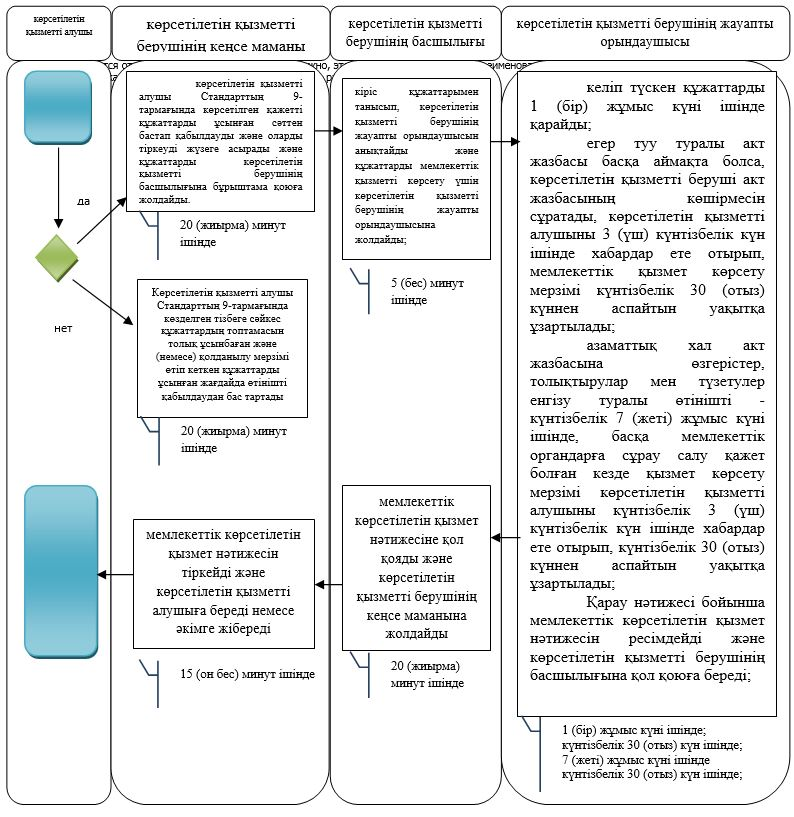 көрсетілетін
қызметті алушы
көрсетілетін қызметті
берушінің кеңсе маманы
көрсетілетін қызметті
берушінің басшылығы
көрсетілетін қызметті берушінің жауапты
орындаушысы
көрсетілетін қызметті
алушы Стандарттың 9-
тармағында көрсетілген қажетті
құжаттарды ұсынған сәттен
бастап қабылдауды және оларды
тіркеуді жүзеге асырады және
құжаттарды көрсетілетін
қызметті берушінің
басшылығына бұрыштама қоюға
жолдайды.
20 (жиырма) минут
ішінде
да
нет
Көрсетілетін қызметті алушы
Стандарттың 9-тармағында
көзделген тізбеге сәйкес
құжаттардың топтамасын
толық ұсынбаған және
(немесе) қолданылу мерзімі
өтіп кеткен құжаттарды
ұсынған жағдайда өтінішті
қабылдаудан бас тартады
20 (жиырма) минут
ішінде
кіріс құжаттарымен
танысып, көрсетілетін
қызметті берушінің
жауапты орындаушысын
анықтайды және
құжаттарды мемлекеттік
қызметті көрсету үшін
көрсетілетін қызметті
берушінің жауапты
орындаушысына
жолдайды;
5 (бес) минут
ішінде
келіп түскен құжаттарды
1 (бір) жұмыс күні ішінде
қарайды;
егер туу туралы акт
жазбасы басқа аймақта болса,
көрсетілетін қызметті беруші акт
жазбасының көшірмесін
сұратады, көрсетілетін қызметті
алушыны 3 (үш) күнтізбелік күн
ішінде хабардар ете отырып,
мемлекеттік қызмет көрсету
мерзімі күнтізбелік 30 (отыз)
күннен аспайтын уақытқа
ұзартылады;
азаматтық хал акт
жазбасына өзгерістер,
толықтырулар мен түзетулер
енгізу туралы өтінішті -
күнтізбелік 7 (жеті) жұмыс күні
ішінде, басқа мемлекеттік
органдарға сұрау салу қажет
болған кезде қызмет көрсету
мерзімі көрсетілетін қызметті
алушыны күнтізбелік 3 (үш)
күнтізбелік күн ішінде хабардар
ете отырып, күнтізбелік 30 (отыз)
күннен аспайтын уақытқа
ұзартылады;
Қарау нәтижесі бойынша
мемлекеттік көрсетілетін қызмет
нәтижесін ресімдейді және
көрсетілетін қызметті берушінің
басшылығына қол қоюға береді;
1 (бір) жұмыс күні ішінде;
күнтізбелік 30 (отыз) күн ішінде;
7 (жеті) жұмыс күні ішінде
күнтізбелік 30 (отыз) күн ішінде;
мемлекеттік
көрсетілетін қызмет
нәтижесіне қол
қояды және
көрсетілетін
қызметті берушінің
кеңсе маманына
жолдайды
20 (жиырма)
минут ішінде
мемлекеттік көрсетілетін
қызмет нәтижесін
тіркейді және
көрсетілетін қызметті
алушыға береді немесе
әкімге жібереді
15 (он бес) минут ішінде